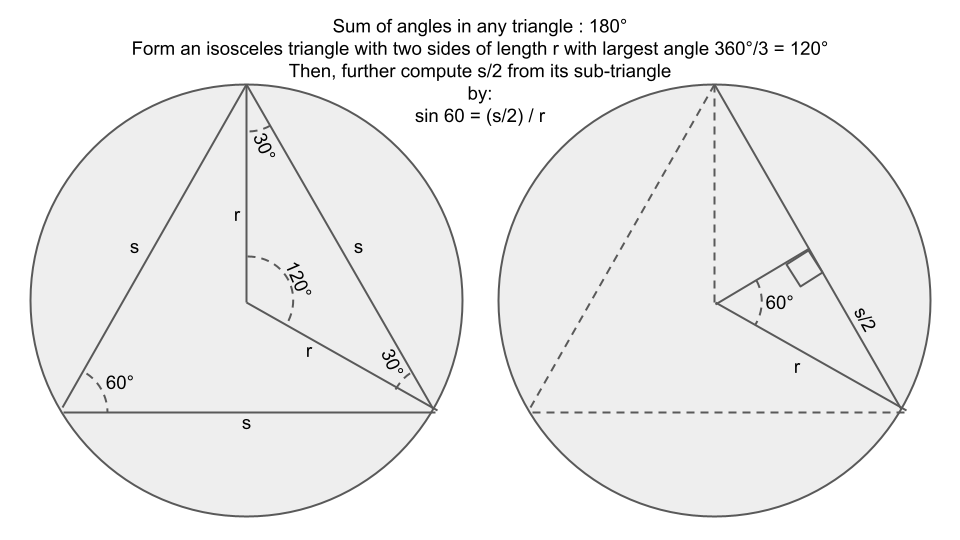 Sum of angles in any triangle : 180°
Form an isosceles triangle with two sides of length r with largest angle 360°/3 = 120°
Then, further compute s/2 from its sub-triangle
by:
sin 60 = (s/2) / r
30°
r
s
s
120°
r
30°
60°
s
60°
s/2
r